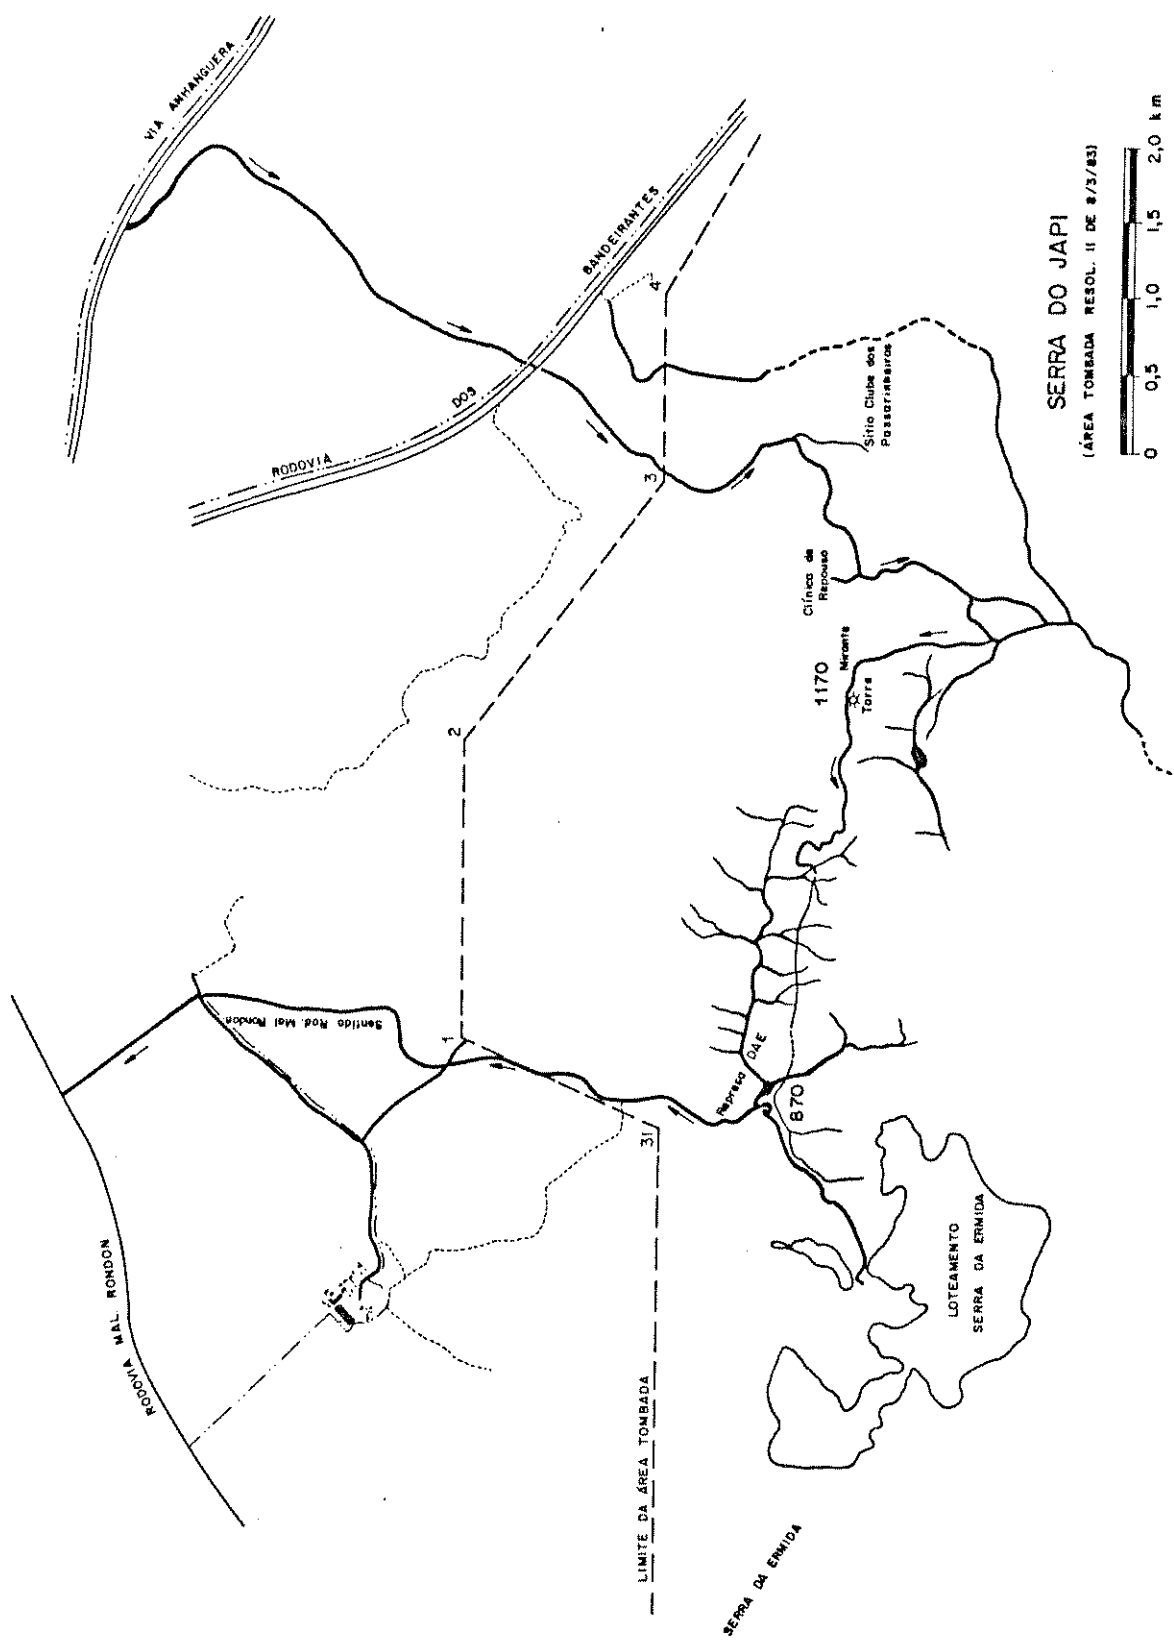 VIA ANHANGUERA
RODOVIA
DOS
BANDEIRANTES
4
3
2
1
31
Sentido Rod. Mal Rondon
RODOVIA MAL. RONDON
LIMITE DA ÁREA TOMBADA
SERRA DA ERMIDA
Sítio Clube dos
Passarinheiros
Clínica de
Repouso
1170
Mirante
Torre
Represa DAE
870
LOTEAMENTO
SERRA DA ERMIDA
SERRA DO JAPI
(ÁREA TOMBADA RESOL. 11 DE 8/3/83)
0 0,5 1,0 1,5 2,0 km